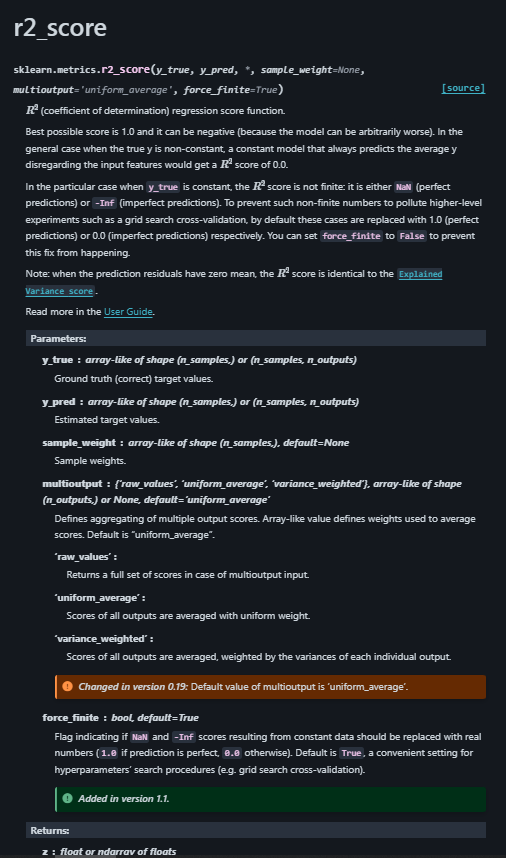 r2_score
sklearn.metrics.r2_score(y_true, y_pred, *, sample_weight=None,
multioutput='uniform_average', force_finite=True) [source]
R² (coefficient of determination) regression score function.
Best possible score is 1.0 and it can be negative (because the model can be arbitrarily worse). In the
general case when the true y is non-constant, a constant model that always predicts the average y
disregarding the input features would get a R² score of 0.0.
In the particular case when y_true is constant, the R² score is not finite: it is either NaN (perfect
predictions) or -Inf (imperfect predictions). To prevent such non-finite numbers to pollute higher-level
experiments such as a grid search cross-validation, by default these cases are replaced with 1.0 (perfect
predictions) or 0.0 (imperfect predictions) respectively. You can set force_finite to False to prevent
this fix from happening.
Note: when the prediction residuals have zero mean, the R² score is identical to the Explained
Variance score.
Read more in the User Guide.
Parameters:
y_true : array-like of shape (n_samples,) or (n_samples, n_outputs)
Ground truth (correct) target values.
y_pred : array-like of shape (n_samples,) or (n_samples, n_outputs)
Estimated target values.
sample_weight : array-like of shape (n_samples,), default=None
Sample weights.
multioutput : {'raw_values', 'uniform_average', 'variance_weighted'}, array-like of shape
(n_outputs,) or None, default='uniform_average'
Defines aggregating of multiple output scores. Array-like value defines weights used to average
scores. Default is "uniform_average".
'raw_values' :
Returns a full set of scores in case of multioutput input.
'uniform_average' :
Scores of all outputs are averaged with uniform weight.
'variance_weighted' :
Scores of all outputs are averaged, weighted by the variances of each individual output.
Changed in version 0.19: Default value of multioutput is 'uniform_average'.
force_finite : bool, default=True
Flag indicating if NaN and -Inf scores resulting from constant data should be replaced with real
numbers (1.0 if prediction is perfect, 0.0 otherwise). Default is True, a convenient setting for
hyperparameters' search procedures (e.g. grid search cross-validation).
Added in version 1.1.
Returns:
z : float or ndarray of floats